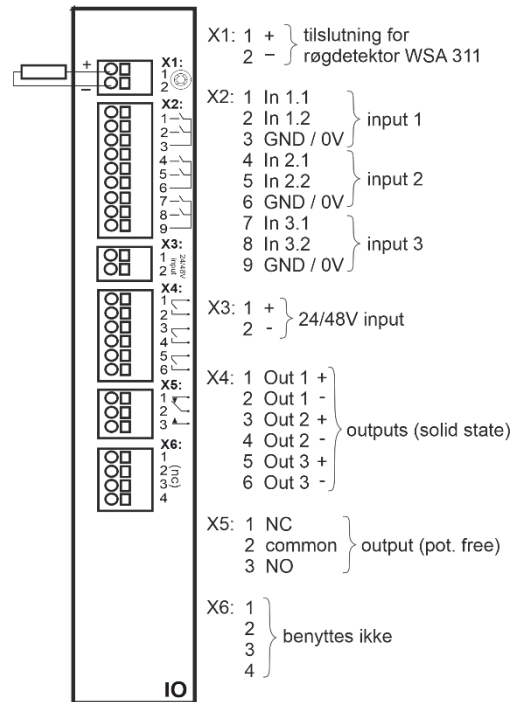 +
−
X1:
1
2
X2:
1
2
3
4
5
6
7
8
9
X3:
1
2
24/48V
input
X4:
1
2
3
4
5
6
X5:
1
2
3
X6:
1
2
3
4
(nc)
IO
X1: 1 + tilslutning for
2 − røgdetektor WSA 311
X2: 1 In 1.1
2 In 1.2 input 1
3 GND / 0V
4 In 2.1
5 In 2.2 input 2
6 GND / 0V
7 In 3.1
8 In 3.2 input 3
9 GND / 0V
X3: 1 + 24/48V input
2 -
X4: 1 Out 1 +
2 Out 1 -
3 Out 2 + outputs (solid state)
4 Out 2 -
5 Out 3 +
6 Out 3 -
X5: 1 NC
2 common output (pot. free)
3 NO
X6: 1
2 benyttes ikke
3
4